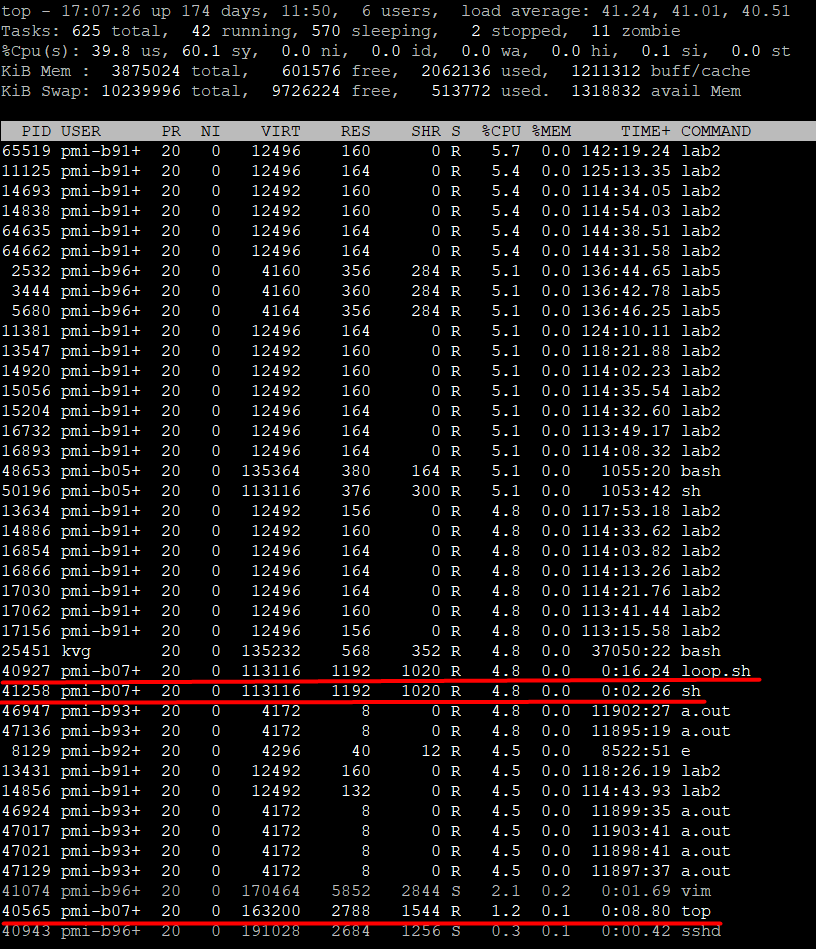 top - 17:07:26 up 174 days, 11:50,  6 users,  load average: 41.24, 41.01, 40.51
Tasks: 625 total,  42 running, 570 sleeping,   2 stopped,  11 zombie
%Cpu(s): 39.8 us, 60.1 sy,  0.0 ni,  0.0 id,  0.0 wa,  0.0 hi,  0.1 si,  0.0 st
KiB Mem :  3875024 total,   601576 free,  2062136 used,  1211312 buff/cache
KiB Swap: 10239996 total,  9726224 free,   513772 used.  1318832 avail Mem
PID USER PR NI VIRT RES SHR S %CPU %MEM TIME+ COMMAND
65519 pmi-b91+ 20 0 12496 160 0 R 5.7 0.0 142:19.24 lab2
11125 pmi-b91+ 20 0 12496 164 0 R 5.4 0.0 125:13.35 lab2
14693 pmi-b91+ 20 0 12492 160 0 R 5.4 0.0 114:34.05 lab2
14838 pmi-b91+ 20 0 12492 160 0 R 5.4 0.0 114:54.03 lab2
64635 pmi-b91+ 20 0 12496 164 0 R 5.4 0.0 144:38.51 lab2
64662 pmi-b91+ 20 0 12496 164 0 R 5.4 0.0 144:31.58 lab2
2532 pmi-b96+ 20 0 4160 356 284 R 5.1 0.0 136:44.65 lab5
3444 pmi-b96+ 20 0 4160 360 284 R 5.1 0.0 136:42.78 lab5
5680 pmi-b96+ 20 0 4164 356 284 R 5.1 0.0 136:46.25 lab5
11381 pmi-b91+ 20 0 12496 164 0 R 5.1 0.0 124:10.11 lab2
13547 pmi-b91+ 20 0 12492 160 0 R 5.1 0.0 118:21.88 lab2
14920 pmi-b91+ 20 0 12492 160 0 R 5.1 0.0 114:02.23 lab2
15056 pmi-b91+ 20 0 12492 160 0 R 5.1 0.0 114:35.54 lab2
15204 pmi-b91+ 20 0 12496 164 0 R 5.1 0.0 114:32.60 lab2
16732 pmi-b91+ 20 0 12496 164 0 R 5.1 0.0 113:49.17 lab2
16893 pmi-b91+ 20 0 12496 164 0 R 5.1 0.0 114:08.32 lab2
48653 pmi-b05+ 20 0 135364 380 164 R 5.1 0.0 1055:20 bash
50196 pmi-b05+ 20 0 113116 376 300 R 5.1 0.0 1053:42 sh
13634 pmi-b91+ 20 0 12492 156 0 R 4.8 0.0 117:53.18 lab2
14886 pmi-b91+ 20 0 12492 160 0 R 4.8 0.0 114:33.62 lab2
16854 pmi-b91+ 20 0 12496 164 0 R 4.8 0.0 114:03.82 lab2
16866 pmi-b91+ 20 0 12496 164 0 R 4.8 0.0 114:13.26 lab2
17030 pmi-b91+ 20 0 12496 164 0 R 4.8 0.0 114:21.76 lab2
17062 pmi-b91+ 20 0 12492 160 0 R 4.8 0.0 113:41.44 lab2
17156 pmi-b91+ 20 0 12496 156 0 R 4.8 0.0 113:15.58 lab2
25451 kvg 20 0 135232 568 352 R 4.8 0.0 37050:22 bash
40927 pmi-b07+ 20 0 113116 1192 1020 R 4.8 0.0 0:16.24 loop.sh
41258 pmi-b07+ 20 0 113116 1192 1020 R 4.8 0.0 0:02.26 sh
46947 pmi-b93+ 20 0 4172 8 0 R 4.8 0.0 11902:27 a.out
47136 pmi-b93+ 20 0 4172 8 0 R 4.8 0.0 11895:19 a.out
8129 pmi-b92+ 20 0 4296 40 12 R 4.5 0.0 8522:51 e
13431 pmi-b91+ 20 0 12492 160 0 R 4.5 0.0 118:26.19 lab2
14856 pmi-b91+ 20 0 12492 132 0 R 4.5 0.0 114:43.93 lab2
46924 pmi-b93+ 20 0 4172 8 0 R 4.5 0.0 11899:35 a.out
47017 pmi-b93+ 20 0 4172 8 0 R 4.5 0.0 11903:41 a.out
47021 pmi-b93+ 20 0 4172 8 0 R 4.5 0.0 11898:41 a.out
47129 pmi-b93+ 20 0 4172 8 0 R 4.5 0.0 11897:37 a.out
41074 pmi-b96+ 20 0 170464 5852 2844 S 2.1 0.2 0:01.69 vim
40565 pmi-b07+ 20 0 163200 2788 1544 R 1.2 0.1 0:08.80 top
40943 pmi-b96+ 20 0 191028 2684 1256 S 0.3 0.1 0:00.42 sshd